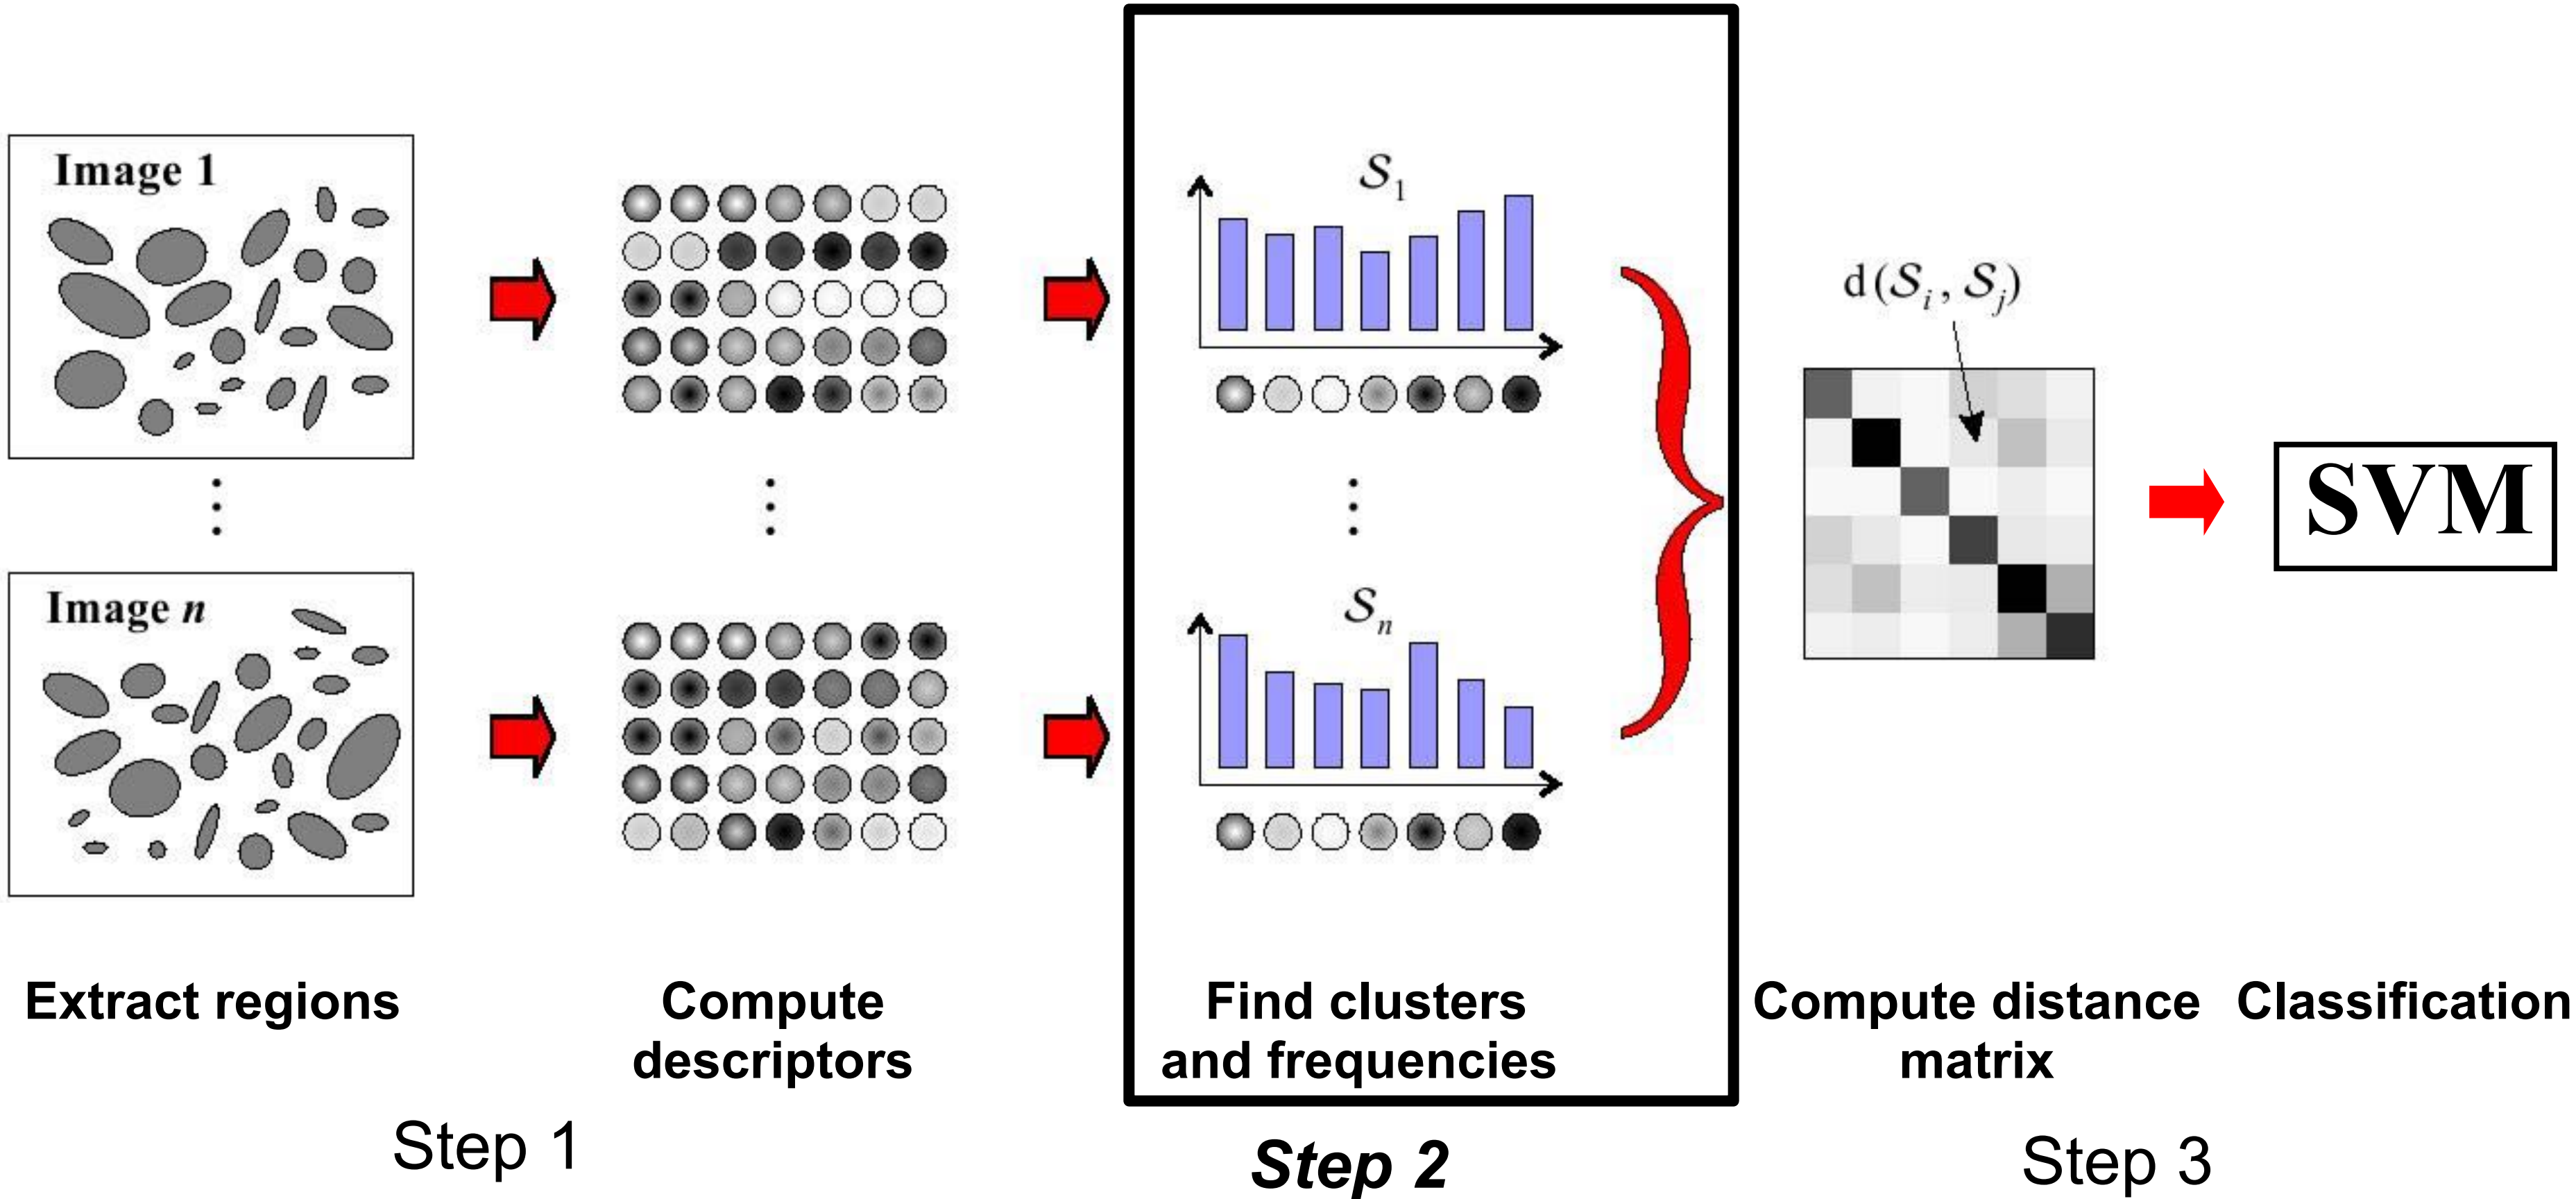 Image 1
Image n
S1
Sn
d(Si, Sj)
SVM
Extract regions
Compute
descriptors
Find clusters
and frequencies
Compute distance
matrix
Classification
Step 1
Step 2
Step 3